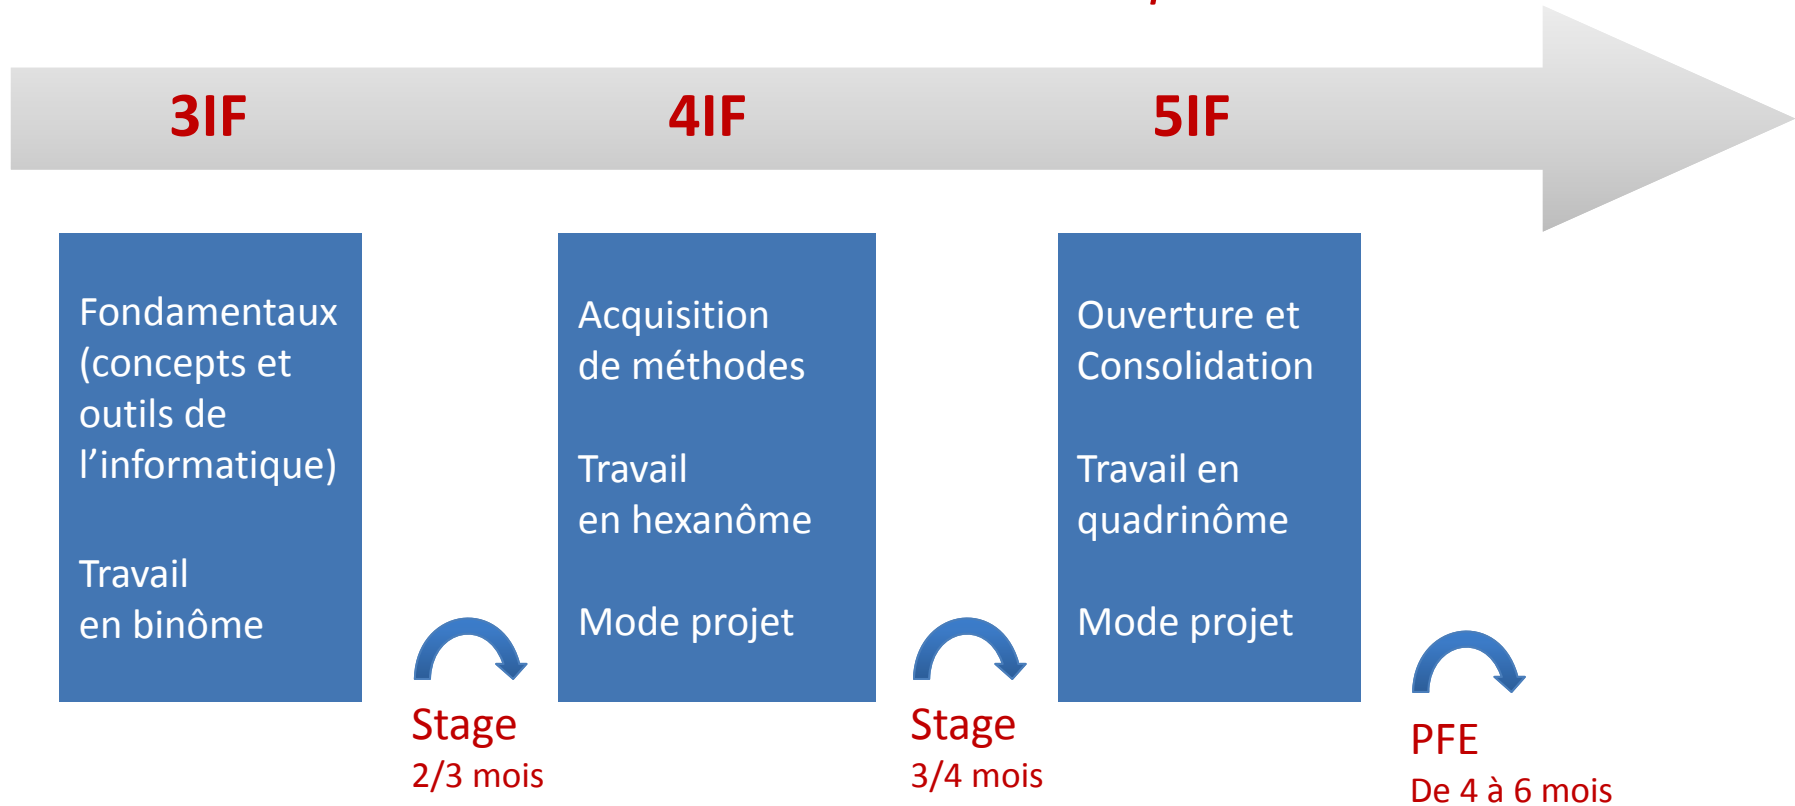 3IF
4IF
5IF
Fondamentaux
(concepts et
outils de
l’informatique)
Travail
en binôme
Stage
2/3 mois
Acquisition
de méthodes
Travail
en hexanôme
Mode projet
Stage
3/4 mois
Ouverture et
Consolidation
Travail en
quadrinôme
Mode projet
PFE
De 4 à 6 mois